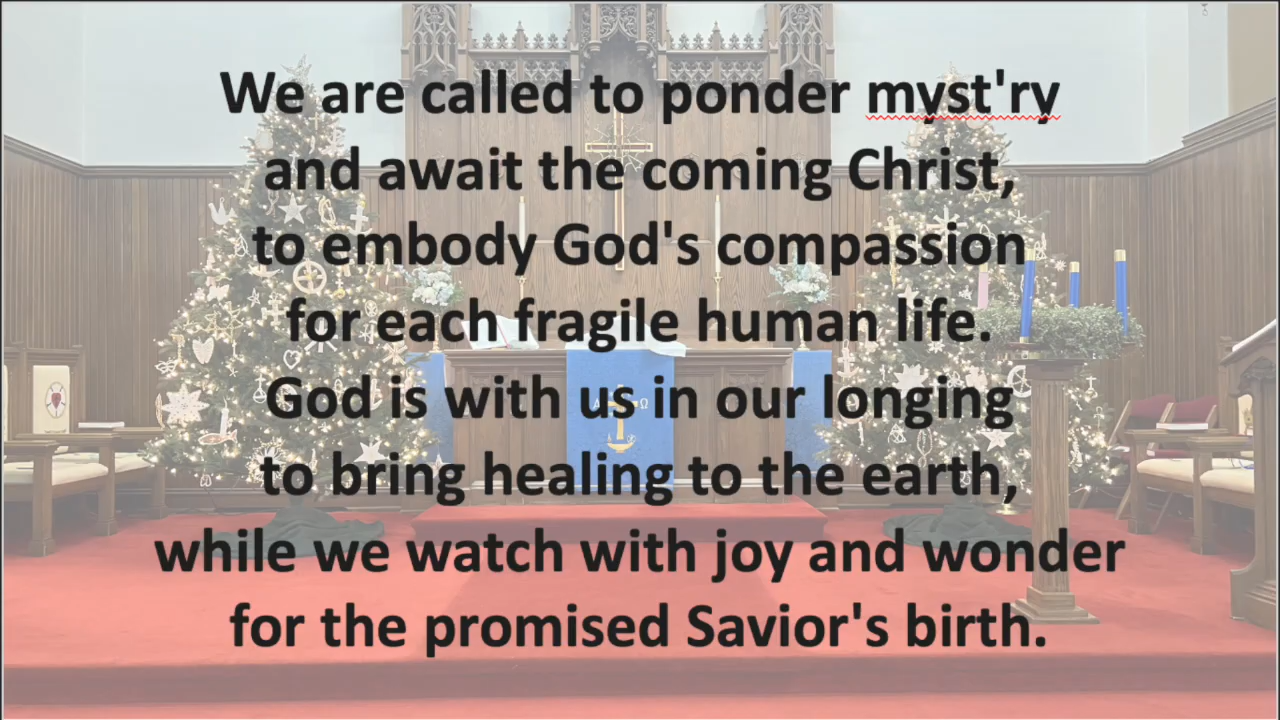 We are called to ponder myst'ry
and await the coming Christ,
to embody God's compassion
for each fragile human life.
God is with us in our longing
to bring healing to the earth,
while we watch with joy and wonder
for the promised Savior's birth.
Α Ω